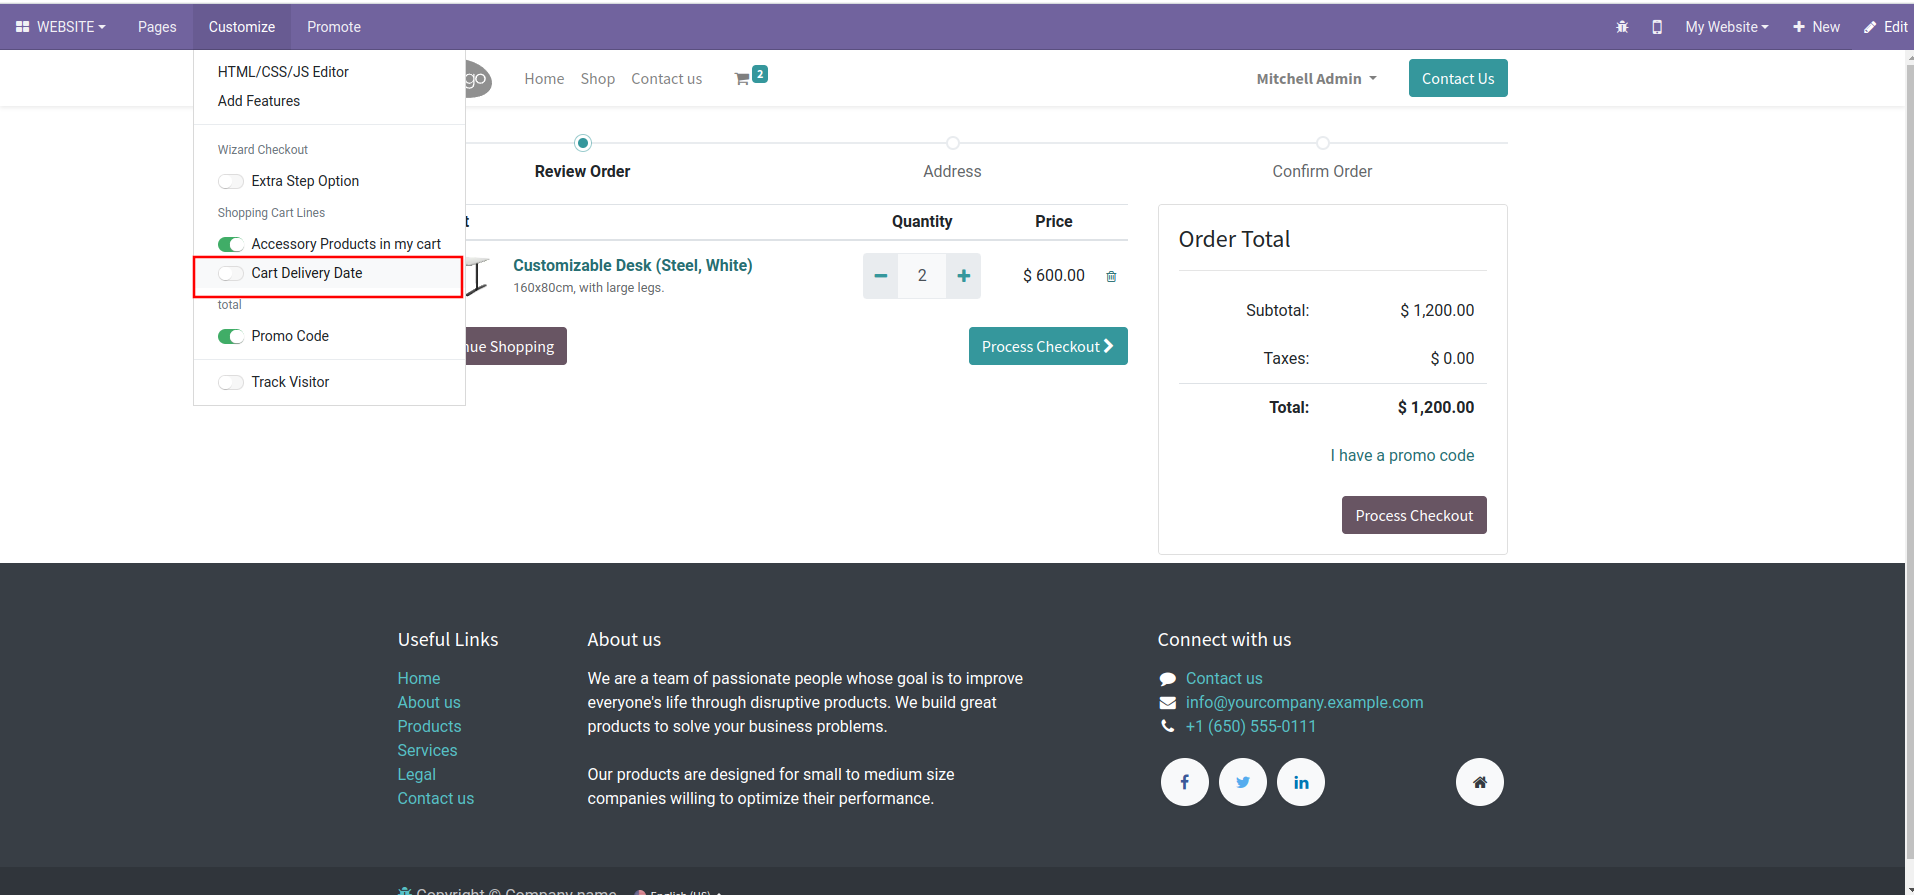 WEBSITE Pages Customize Promote My Website New Edit
HTML/CSS/JS Editor
Add Features
Wizard Checkout
Extra Step Option
Shopping Cart Lines
Accessory Products in my cart
Cart Delivery Date
total
Promo Code
Track Visitor
go Home Shop Contact us 2 Mitchell Admin Contact Us
Review Order Address Confirm Order
t Quantity Price
Customizable Desk (Steel, White)
160x80cm, with large legs.
2 $ 600.00
nue Shopping Process Checkout
Order Total
Subtotal: $ 1,200.00
Taxes: $ 0.00
Total: $ 1,200.00
I have a promo code
Process Checkout
Useful Links
Home
About us
Products
Services
Legal
Contact us
About us
We are a team of passionate people whose goal is to improve
everyone's life through disruptive products. We build great
products to solve your business problems.
Our products are designed for small to medium size
companies willing to optimize their performance.
Connect with us
Contact us
info@yourcompany.example.com
+1 (650) 555-0111
Copyright © Company name English (US)